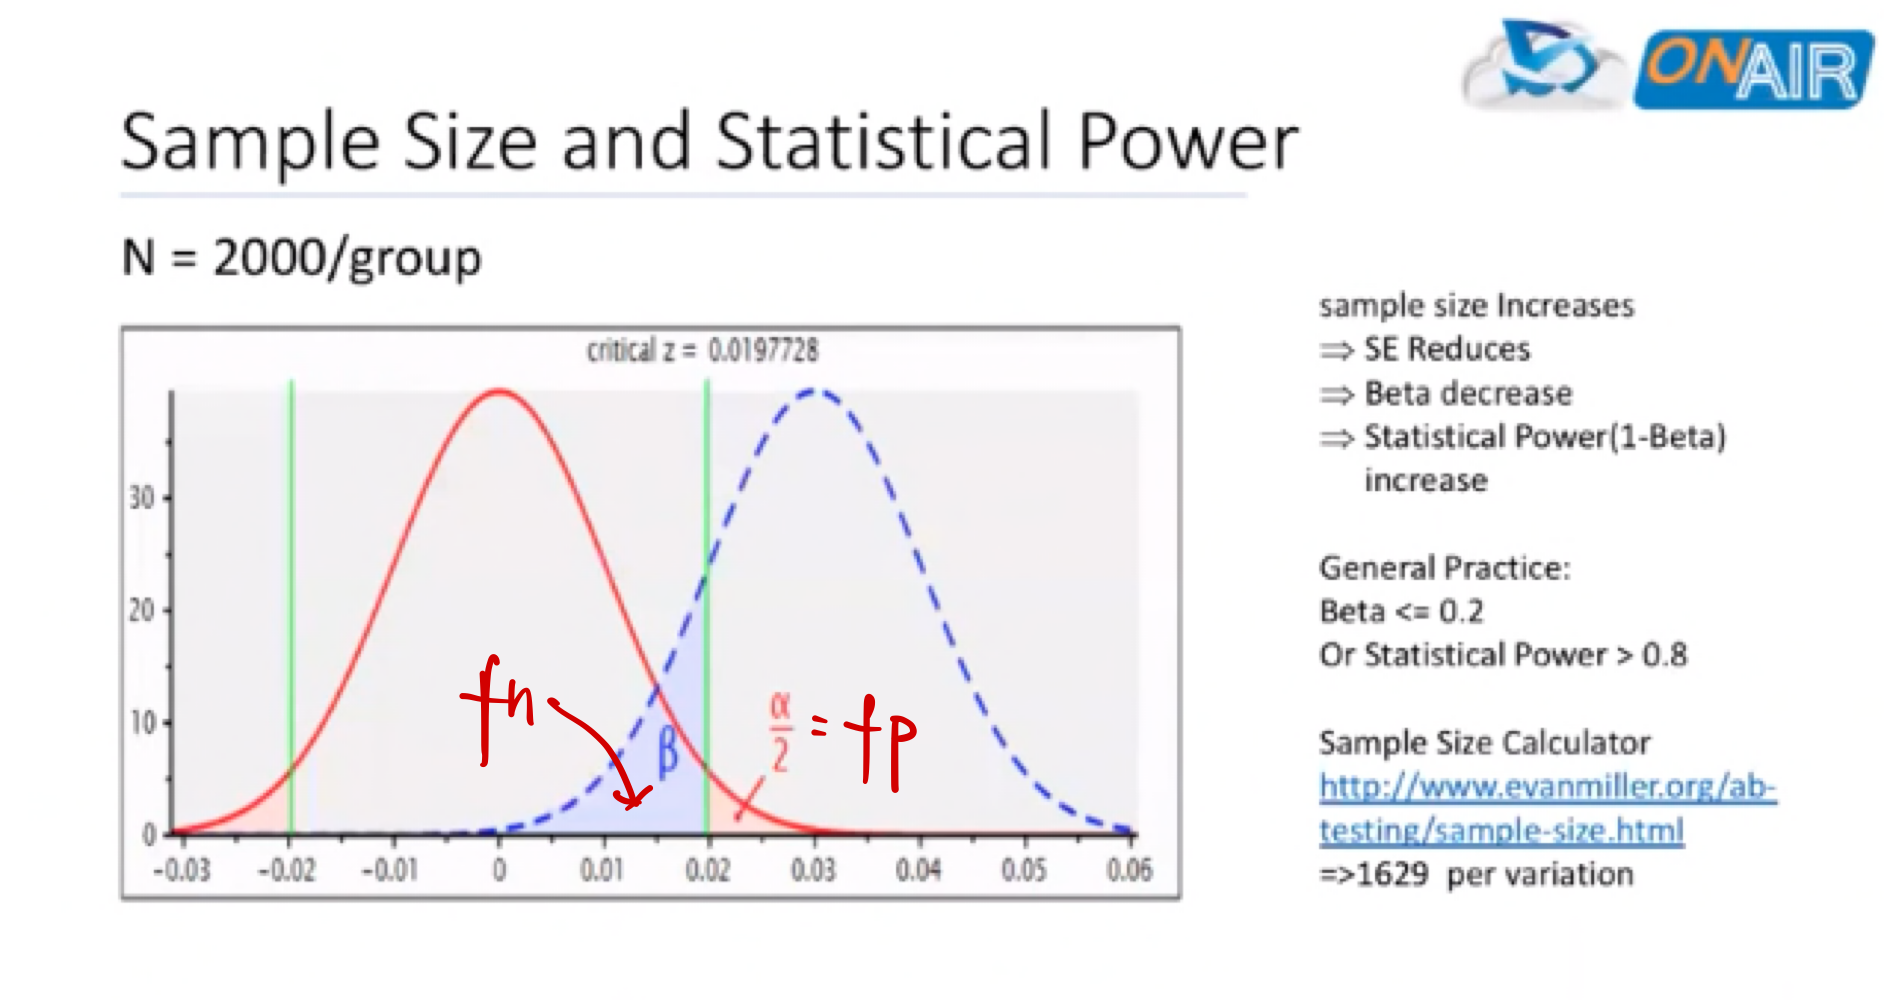 ONAIR
Sample Size and Statistical Power
N = 2000/group
critical z = 0.0197728
30
20
10
0
-0.03 -0.02 -0.01 0 0.01 0.02 0.03 0.04 0.05 0.06
fn
β
α
2
= fp
sample size Increases
⇒ SE Reduces
⇒ Beta decrease
⇒ Statistical Power(1-Beta)
increase
General Practice:
Beta <= 0.2
Or Statistical Power > 0.8
Sample Size Calculator
http://www.evanmiller.org/ab-
testing/sample-size.html
=>1629 per variation